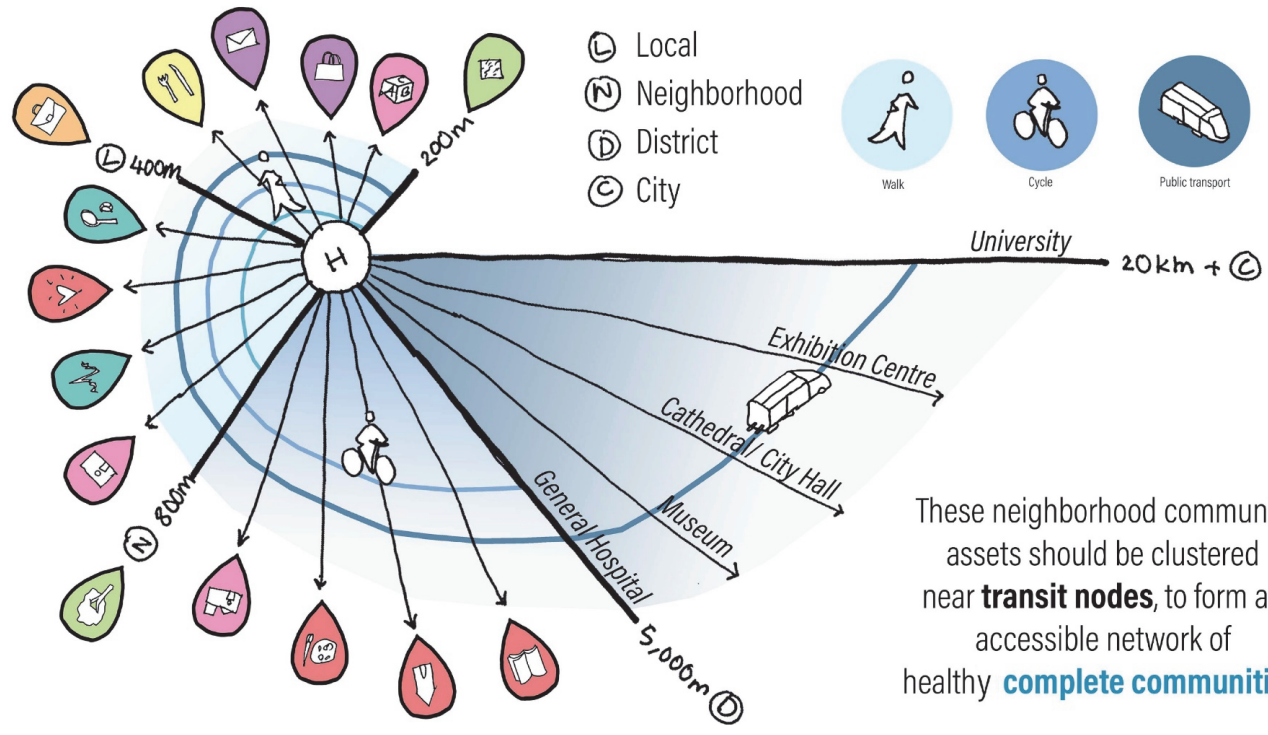 L Local
N Neighborhood
D District
C City
Walk
Cycle
Public transport
L 400m
200m
H
University
20km + C
Exhibition Centre
Cathedral / City Hall
Museum
General Hospital
N 800m
5,000m D
These neighborhood commun
assets should be clustered
near transit nodes, to form a
accessible network of
healthy complete communiti